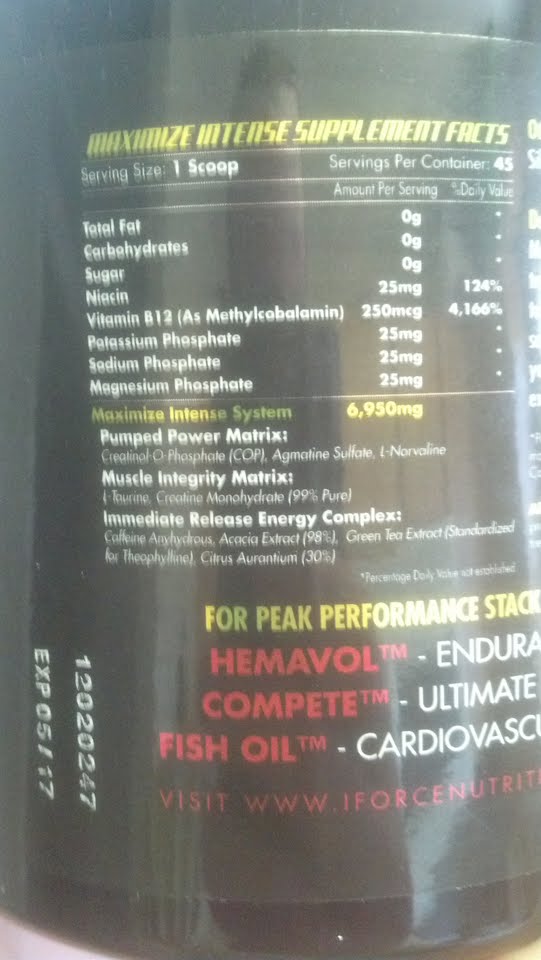 MAXIMIZE INTENSE SUPPLEMENT FACTS
Serving Size: 1 Scoop Servings Per Container: 45
Amount Per Serving %Daily Value
Total Fat 0g *
Carbohydrates 0g *
Sugar 0g *
Niacin 25mg 124%
Vitamin B12 (As Methylcobalamin) 250mcg 4,166%
Potassium Phosphate 25mg *
Sodium Phosphate 25mg *
Magnesium Phosphate 25mg *
Maximize Intense System 6,950mg
Pumped Power Matrix:
Creatinol-O-Phosphate (COP), Agmatine Sulfate, L-Norvaline
Muscle Integrity Matrix:
L-Taurine, Creatine Monohydrate (99% Pure)
Immediate Release Energy Complex:
Caffeine Anyhydrous, Acacia Extract (98%), Green Tea Extract (Standardized
for Theophylline), Citrus Aurantium (30%)
*Percentage Daily Value not established
FOR PEAK PERFORMANCE STACK
HEMAVOL™ - ENDURA
COMPETE™ - ULTIMATE
FISH OIL™ - CARDIOVASCU
VISIT WWW.IFORCENUTRITI
12020247
EXP 05/17